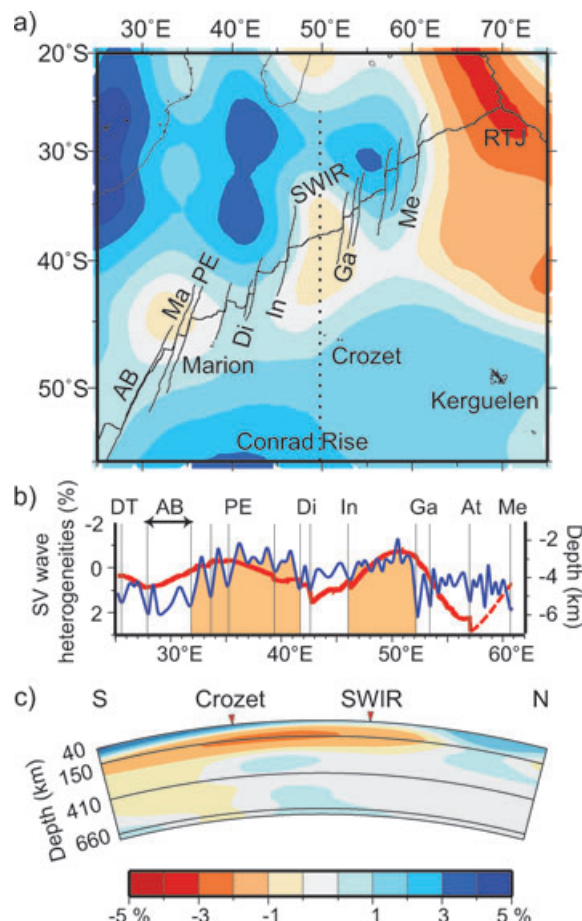 a)
25°E 30°E 40°E 50°E 60°E 70°E
20°S
30°S
40°S
50°S
RTJ
SWIR
Me
Ga
In
Di
PE
Ma
AB
Marion
Crozet
Kerguelen
Conrad Rise
b)
DT AB PE Di In Ga At Me
SV wave
heterogeneities (%)
-2
0
2
-2
-3
-4
-5
-6
Depth (km)
30°E 40°E 50°E 60°E
c)
S Crozet SWIR N
Depth (km)
40
150
410
660
-5 % -3 -1 1 3 5 %